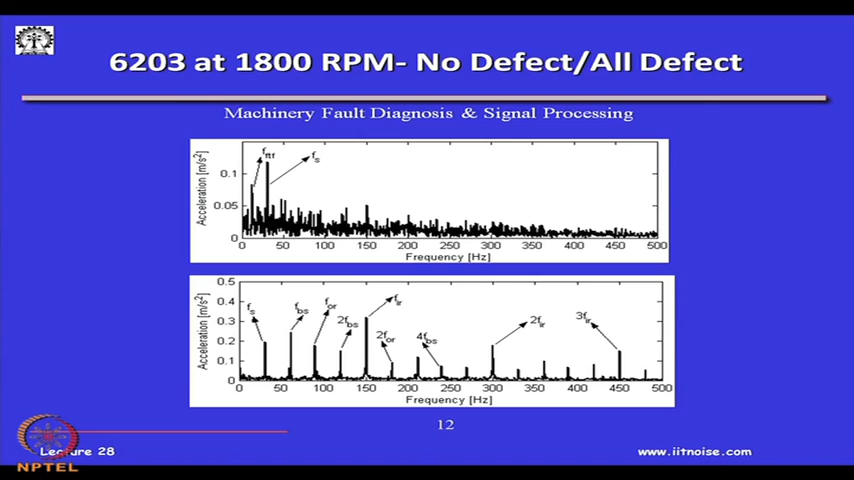 6203 at 1800 RPM- No Defect/All Defect
Machinery Fault Diagnosis & Signal Processing
Acceleration [m/s²]
0.1
0.05
0
f_ftf
f_s
0 50 100 150 200 250 300 350 400 450 500
Frequency [Hz]
Acceleration [m/s²]
0.5
0.4
0.3
0.2
0.1
0
f_s
f_bs
f_or
2f_bs
f_ir
2f_or
4f_bs
2f_ir
3f_ir
0 50 100 150 200 250 300 350 400 450 500
Frequency [Hz]
12
Lecture 28
www.iitnoise.com
NPTEL